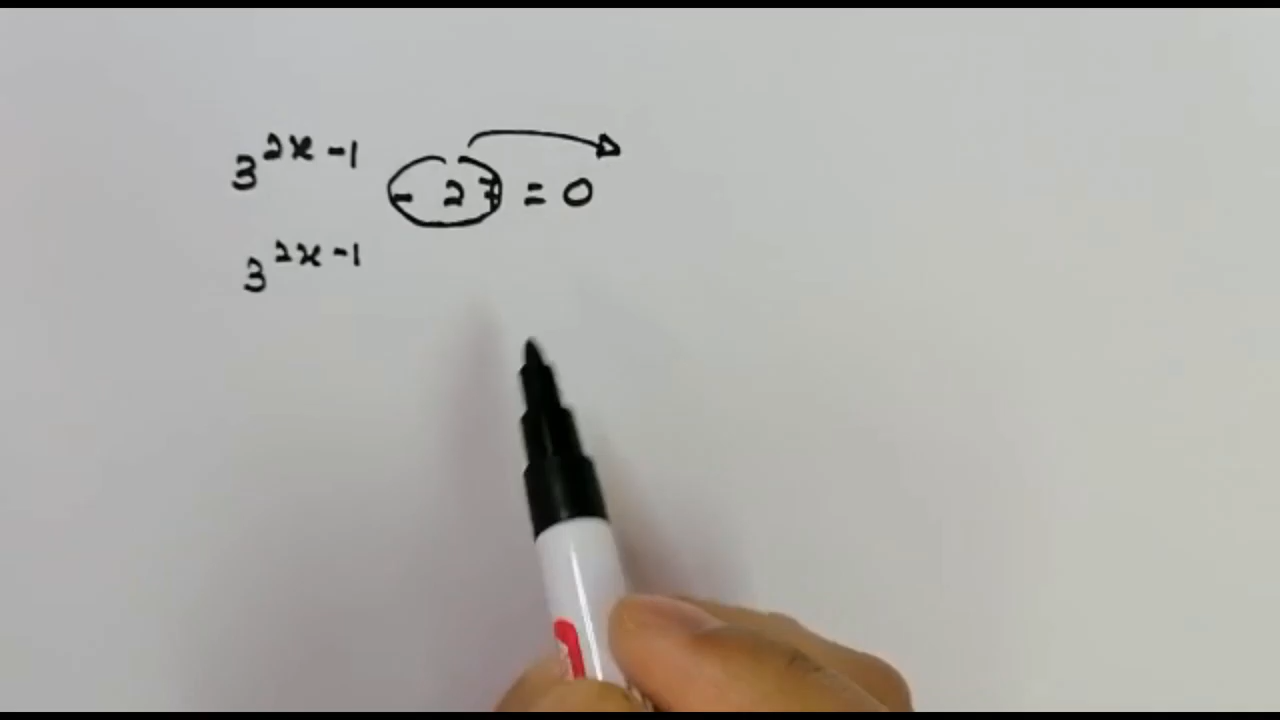 3^{2x-1} - 27 = 0
3^{2x-1}